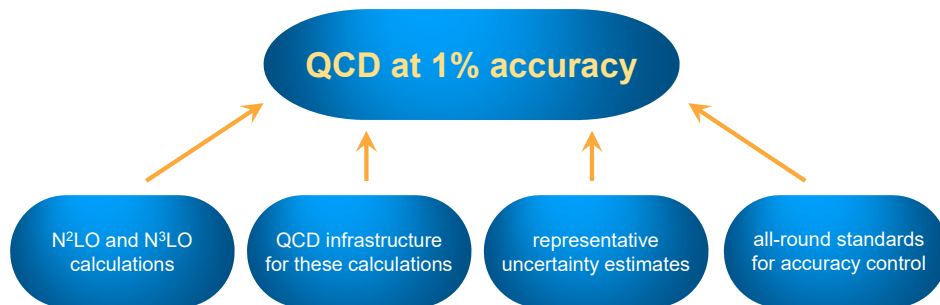 QCD at 1% accuracy
N²LO and N³LO
calculations
QCD infrastructure
for these calculations
representative
uncertainty estimates
all-round standards
for accuracy control